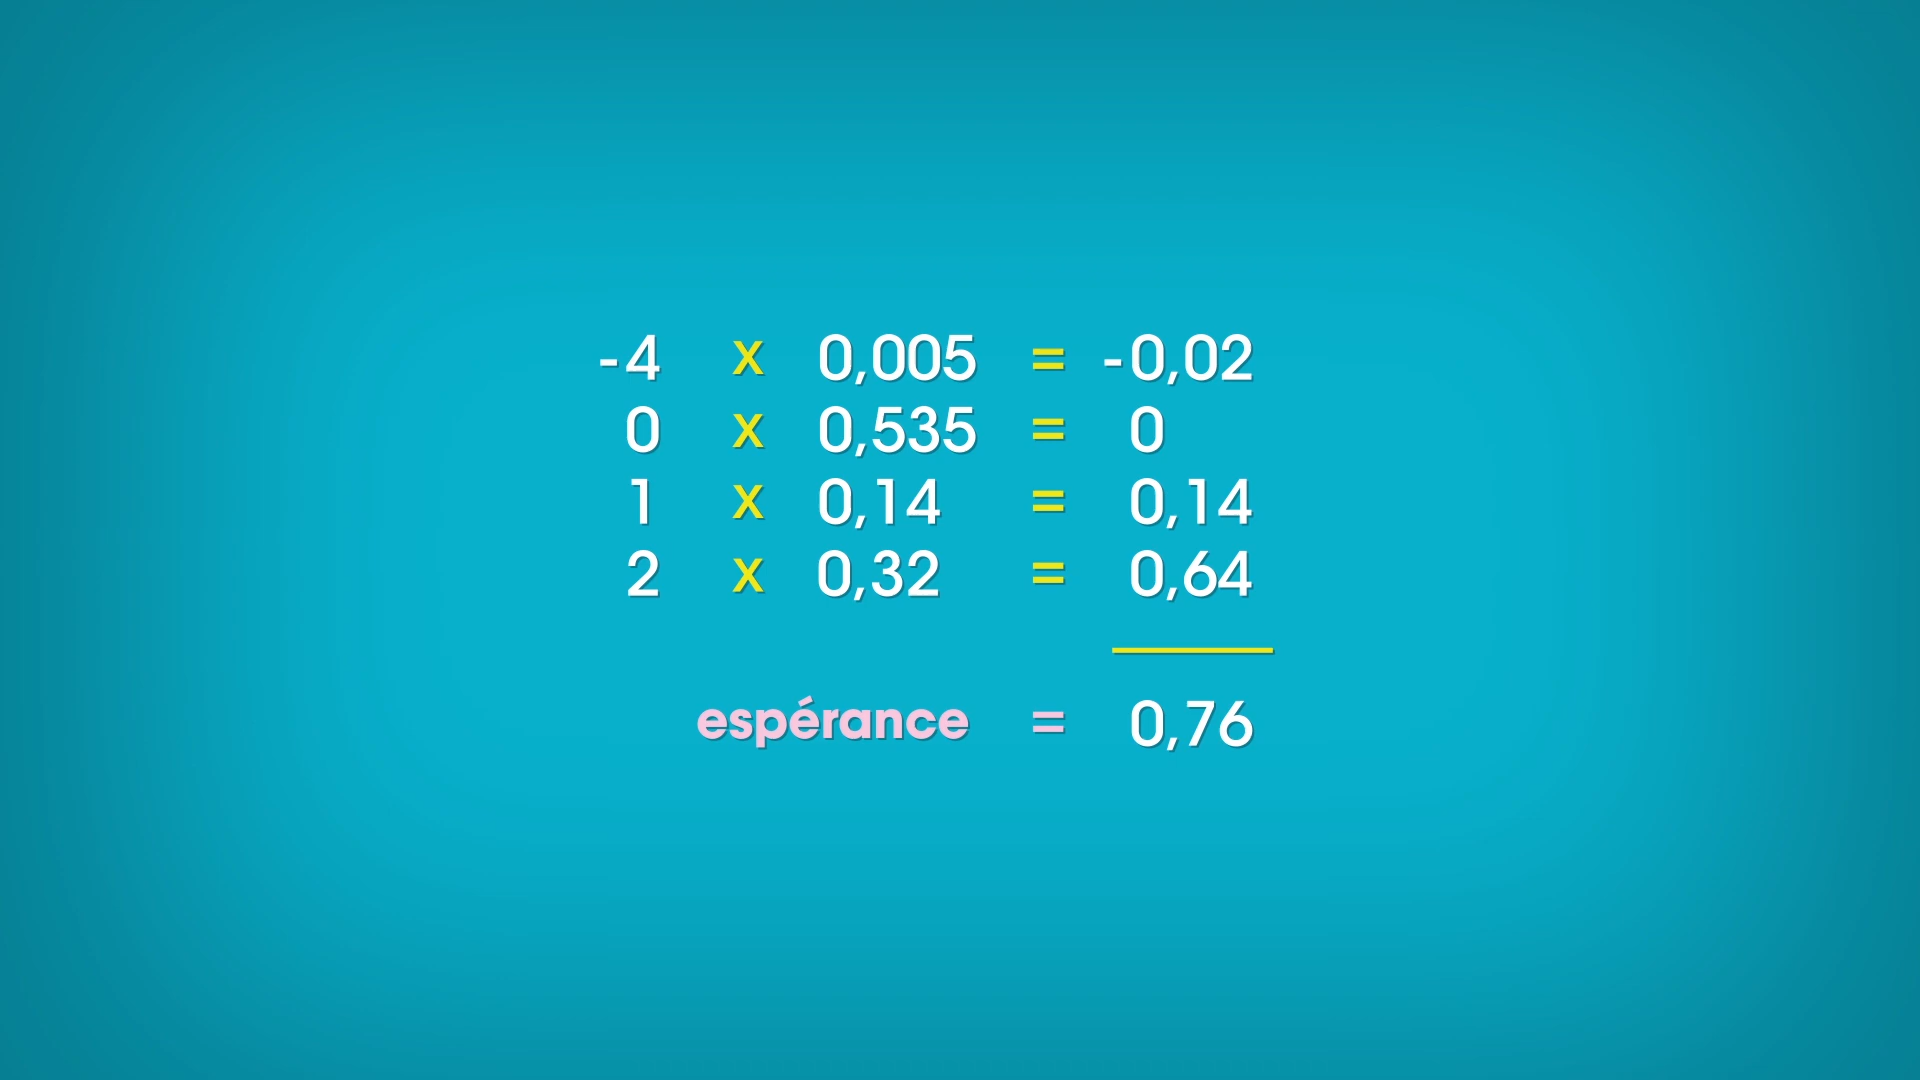 -4 x 0,005 = -0,02
0 x 0,535 = 0
1 x 0,14 = 0,14
2 x 0,32 = 0,64
espérance = 0,76